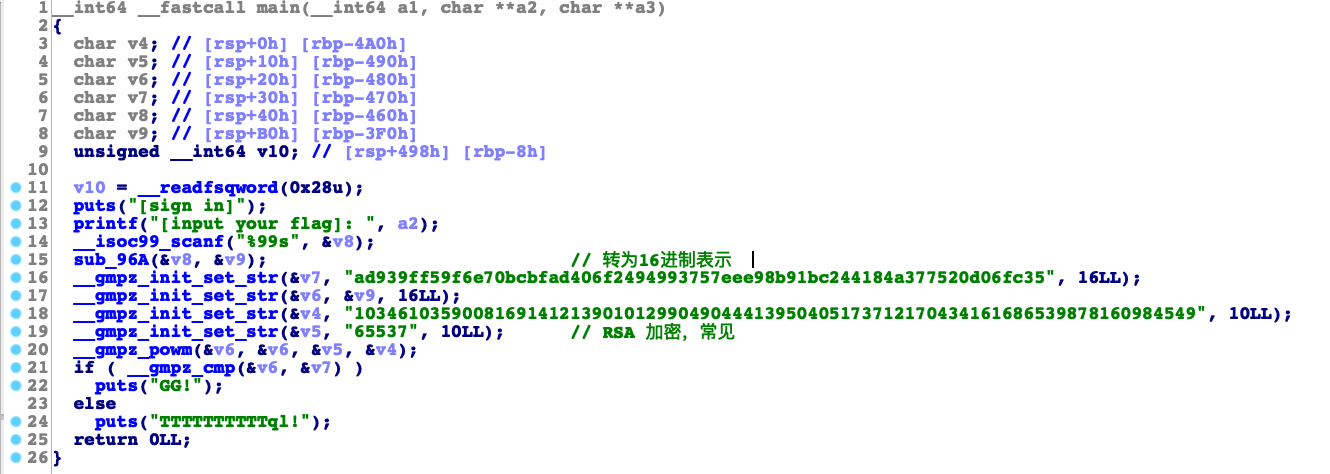 1 __int64 __fastcall main(__int64 a1, char **a2, char **a3)
2 {
3 char v4; // [rsp+0h] [rbp-4A0h]
4 char v5; // [rsp+10h] [rbp-490h]
5 char v6; // [rsp+20h] [rbp-480h]
6 char v7; // [rsp+30h] [rbp-470h]
7 char v8; // [rsp+40h] [rbp-460h]
8 char v9; // [rsp+B0h] [rbp-3F0h]
9 unsigned __int64 v10; // [rsp+498h] [rbp-8h]
10
11 v10 = __readfsqword(0x28u);
12 puts("[sign in]");
13 printf("[input your flag]: ", a2);
14 __isoc99_scanf("%99s", &v8);
15 sub_96A(&v8, &v9); // 转为16进制表示
16 __gmpz_init_set_str(&v7, "ad939ff59f6e70bcbfad406f2494993757eee98b91bc244184a377520d06fc35", 16LL);
17 __gmpz_init_set_str(&v6, &v9, 16LL);
18 __gmpz_init_set_str(&v4, "103461035900816914121390101299049044413950405173712170434161686539878160984549", 10LL);
19 __gmpz_init_set_str(&v5, "65537", 10LL); // RSA 加密，常见
20 __gmpz_powm(&v6, &v6, &v5, &v4);
21 if ( __gmpz_cmp(&v6, &v7) )
22 puts("GG!");
23 else
24 puts("TTTTTTTTTTql!");
25 return 0LL;
26 }